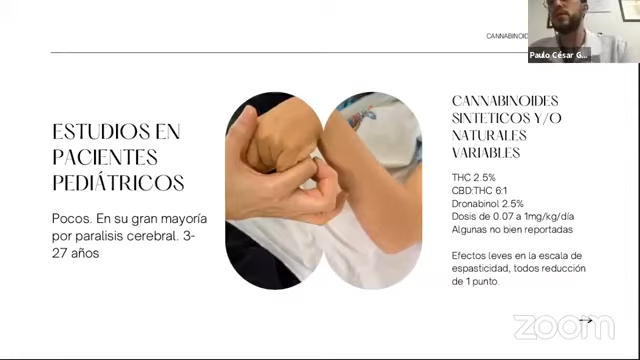 CANNABINOID
Paulo César G...
ESTUDIOS EN
PACIENTES
PEDIÁTRICOS
Pocos. En su gran mayoría
por paralisis cerebral. 3-
27 años
CANNABINOIDES
SINTETICOS Y/O
NATURALES
VARIABLES
THC 2.5%
CBD:THC 6:1
Dronabinol 2.5%
Dosis de 0.07 a 1mg/kg/día
Algunas no bien reportadas
Efectos leves en la escala de
espasticidad, todos reducción
de 1 punto.
zoom